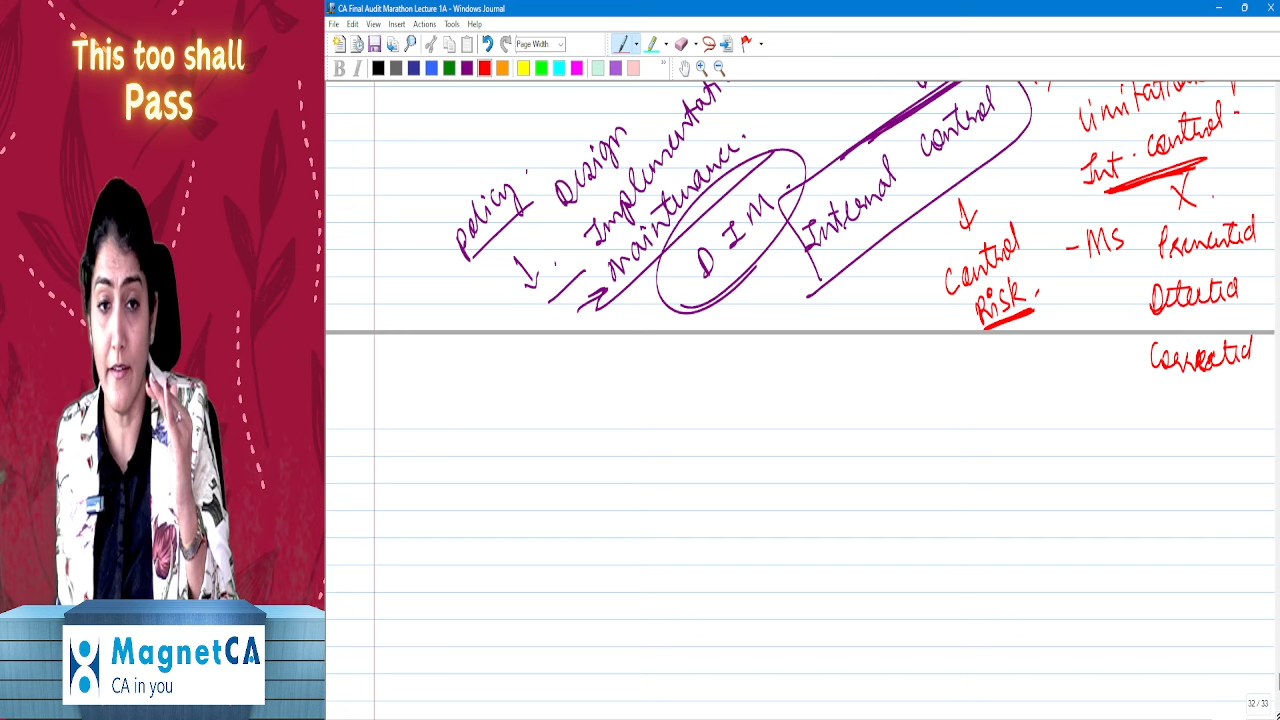 This too shall
Pass
MagnetCA
CA in you
CA Final Audit Marathon Lecture 1A - Windows Journal
File Edit View Insert Actions Tools Help
Page Width
B I
Policy
Design
Implementati
maintenance.
D I M.
Internal control
Control
Risk.
limitation
Int. control.
X
- MS Prevented
Detected
Corrected
32 / 33